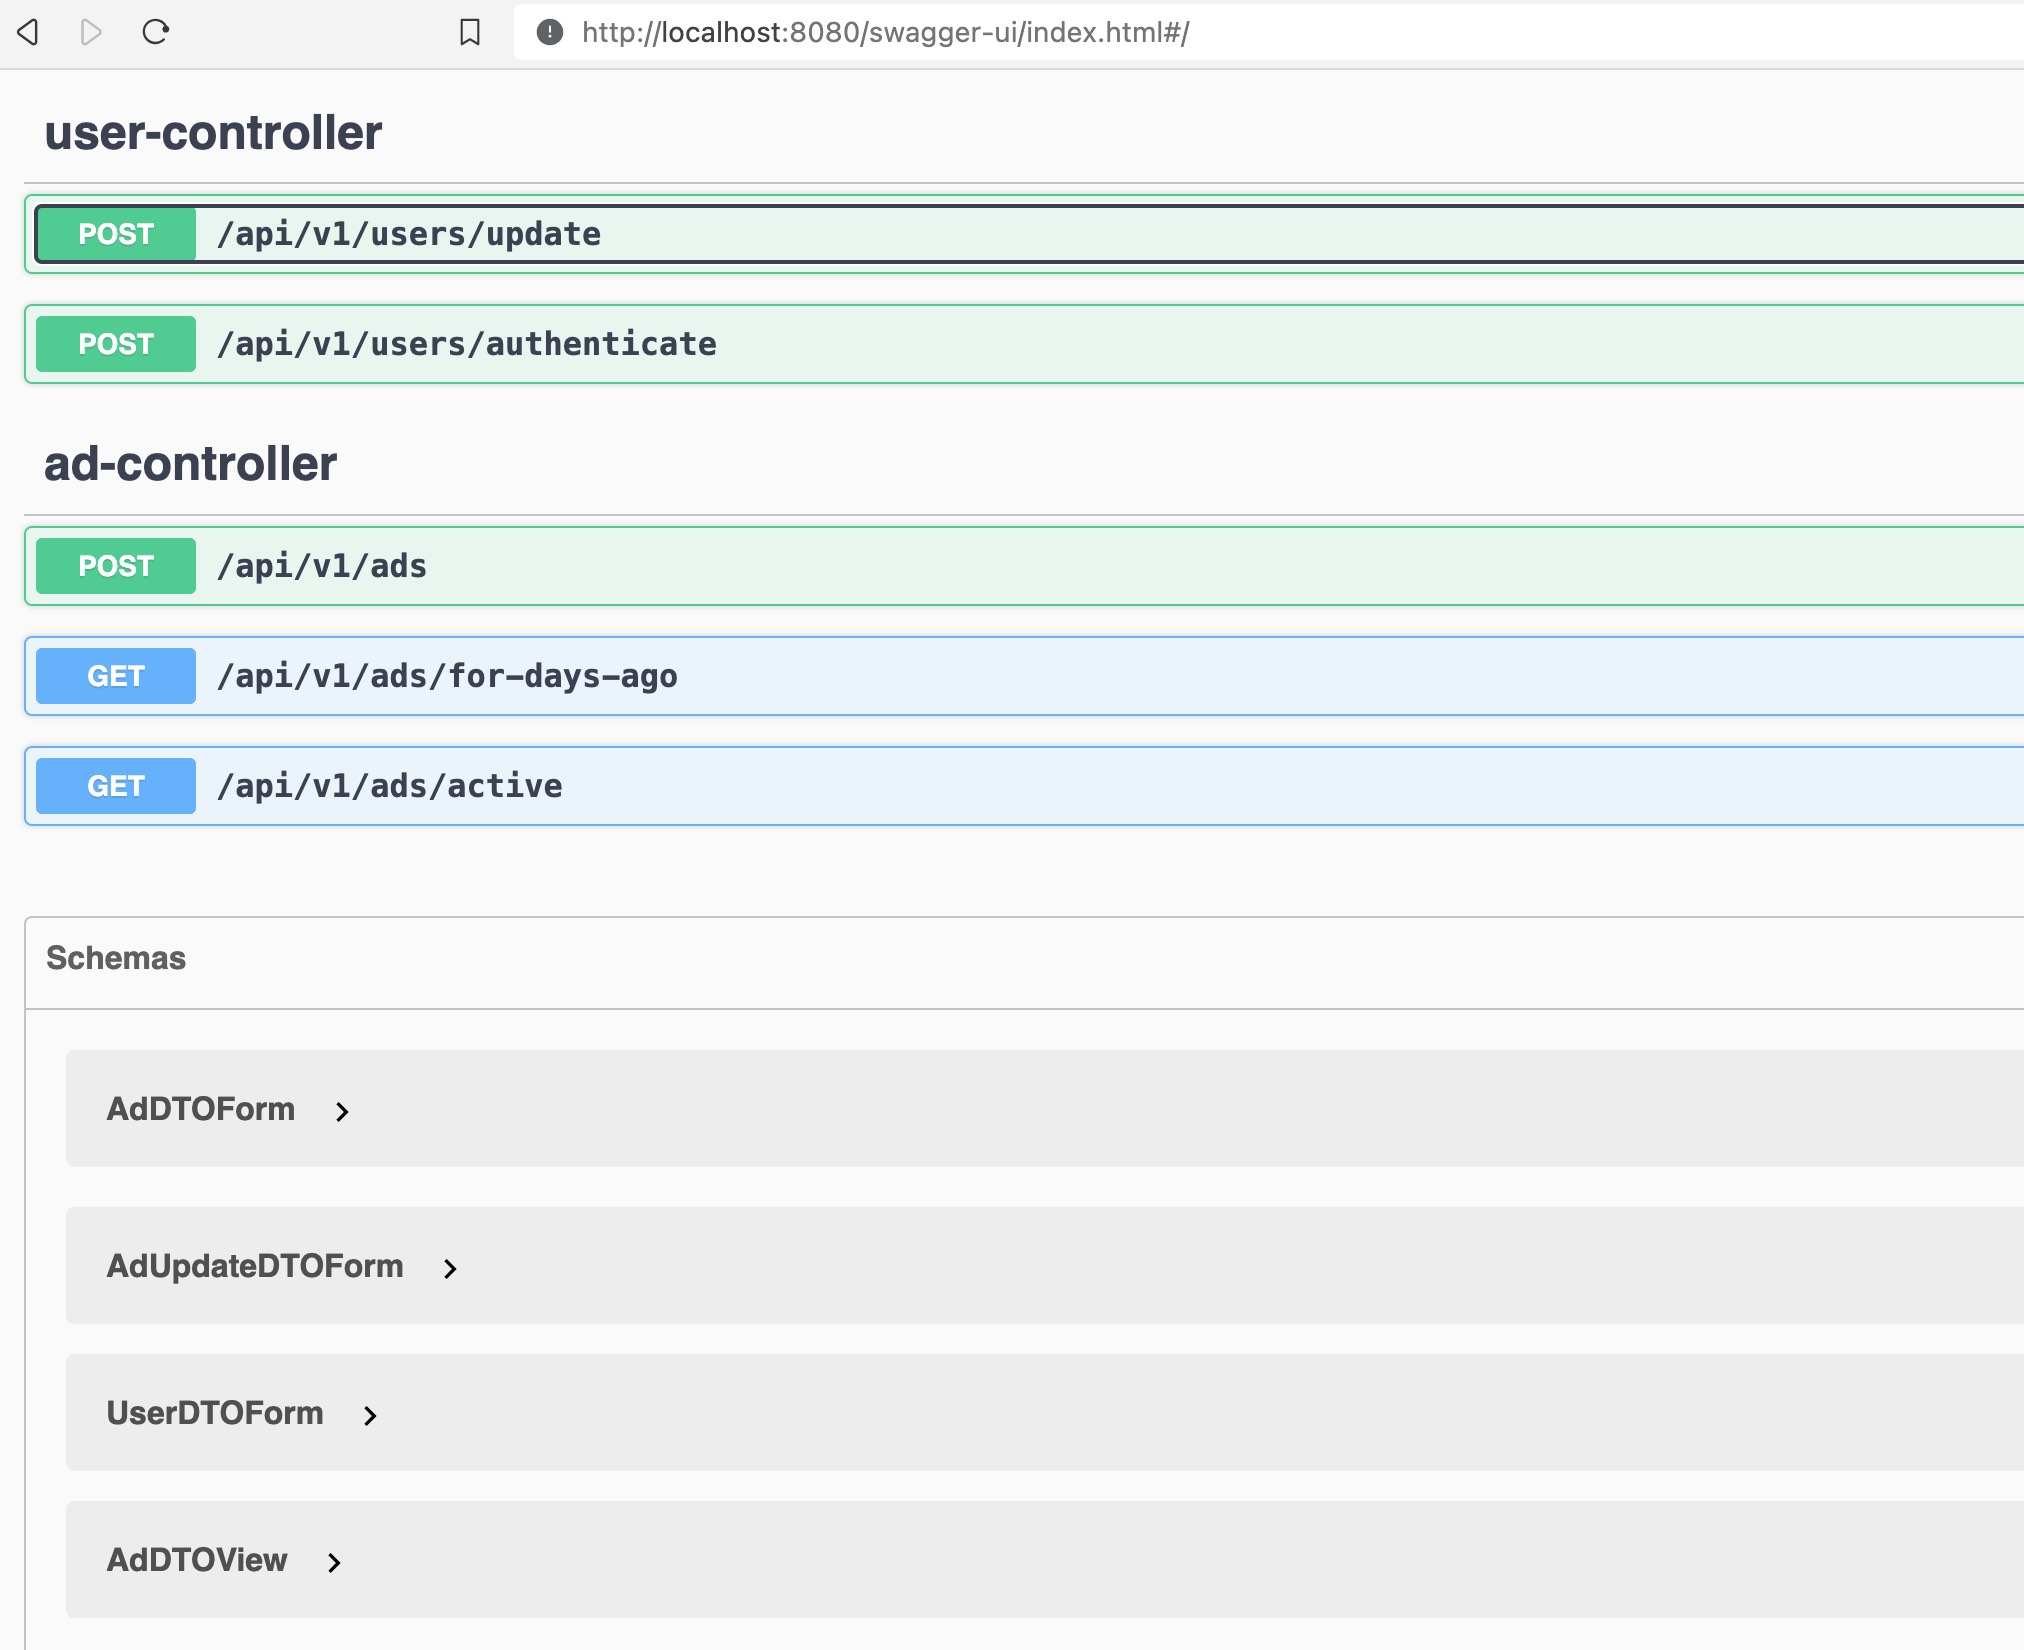 http://localhost:8080/swagger-ui/index.html#/
user-controller
POST /api/v1/users/update
POST /api/v1/users/authenticate
ad-controller
POST /api/v1/ads
GET /api/v1/ads/for-days-ago
GET /api/v1/ads/active
Schemas
AdDTOForm
AdUpdateDTOForm
UserDTOForm
AdDTOView